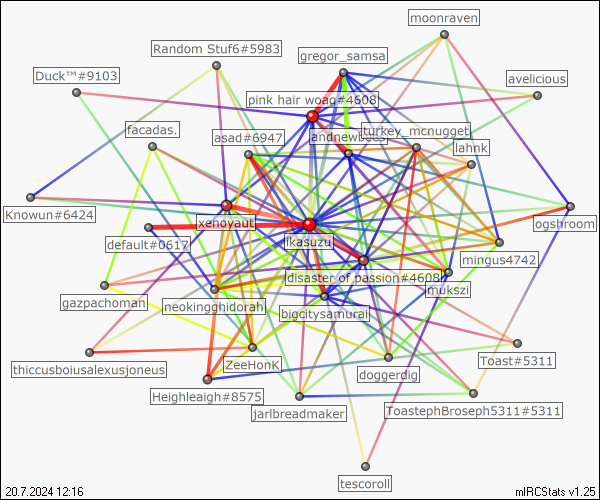 moonraven
Random Stuf6#5983
gregor_samsa
Duck™#9103
avelicious
pink hair woag#4608
facadas.
turkey_mcnugget
asad#6947
lahnk
Knowun#6424
xenoyaut
ogshroom
default#0617
ikasuzu
mingus4742
disaster of passion#4608
mukszi
gazpachoman
neokingghidorah
bigcitysamurai
thiccusboiusalexusjoneus
ZeeHonK
doggerdig
Toast#5311
Heighleaigh#8575
jarlbreadmaker
ToastephBroseph5311#5311
tescoroll
20.7.2024 12:16
mIRCStats v1.25